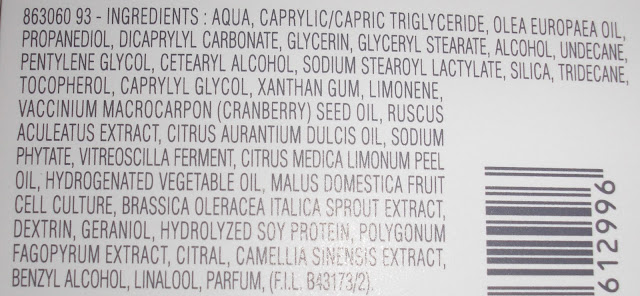 863060 93 - INGREDIENTS : AQUA, CAPRYLIC/CAPRIC TRIGLYCERIDE, OLEA EUROPAEA OIL,
PROPANEDIOL, DICAPRYLYL CARBONATE, GLYCERIN, GLYCERYL STEARATE, ALCOHOL, UNDECANE,
PENTYLENE GLYCOL, CETEARYL ALCOHOL, SODIUM STEAROYL LACTYLATE, SILICA, TRIDECANE,
TOCOPHEROL, CAPRYLYL GLYCOL, XANTHAN GUM, LIMONENE,
VACCINIUM MACROCARPON (CRANBERRY) SEED OIL, RUSCUS
ACULEATUS EXTRACT, CITRUS AURANTIUM DULCIS OIL, SODIUM
PHYTATE, VITREOSCILLA FERMENT, CITRUS MEDICA LIMONUM PEEL
OIL, HYDROGENATED VEGETABLE OIL, MALUS DOMESTICA FRUIT
CELL CULTURE, BRASSICA OLERACEA ITALICA SPROUT EXTRACT,
DEXTRIN, GERANIOL, HYDROLYZED SOY PROTEIN, POLYGONUM
FAGOPYRUM EXTRACT, CITRAL, CAMELLIA SINENSIS EXTRACT,
BENZYL ALCOHOL, LINALOOL, PARFUM, (F.I.L. B43173/2).
612996